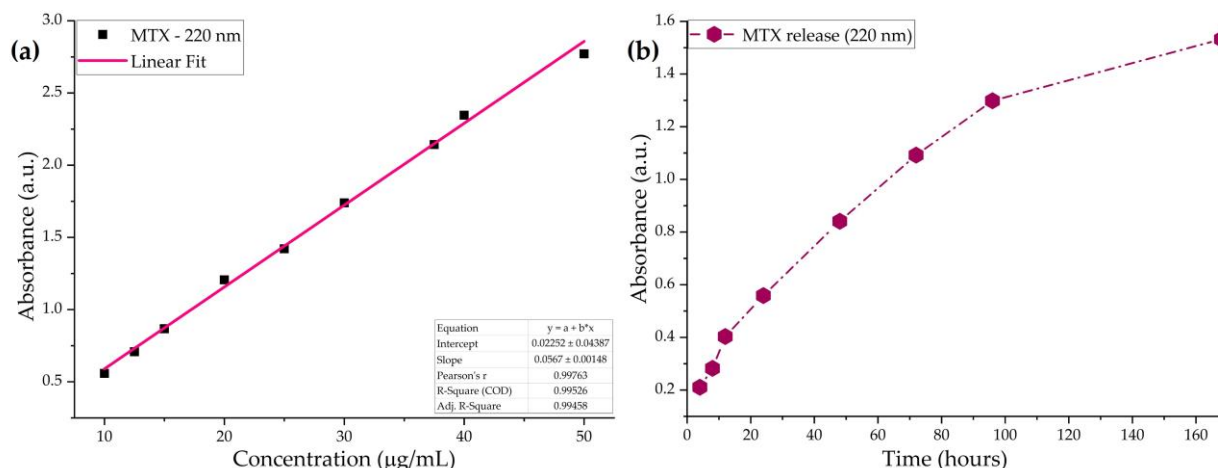 (a)
MTX - 220 nm
Linear Fit
3.0
2.5
2.0
1.5
1.0
0.5
Absorbance (a.u.)
Equation y = a + b*x
Intercept 0.02252 ± 0.04387
Slope 0.0567 ± 0.00148
Pearson's r 0.99763
R-Square (COD) 0.99526
Adj. R-Square 0.99458
10 20 30 40 50
Concentration (μg/mL)
(b)
MTX release (220 nm)
1.6
1.4
1.2
1.0
0.8
0.6
0.4
0.2
Absorbance (a.u.)
0 20 40 60 80 100 120 140 160
Time (hours)